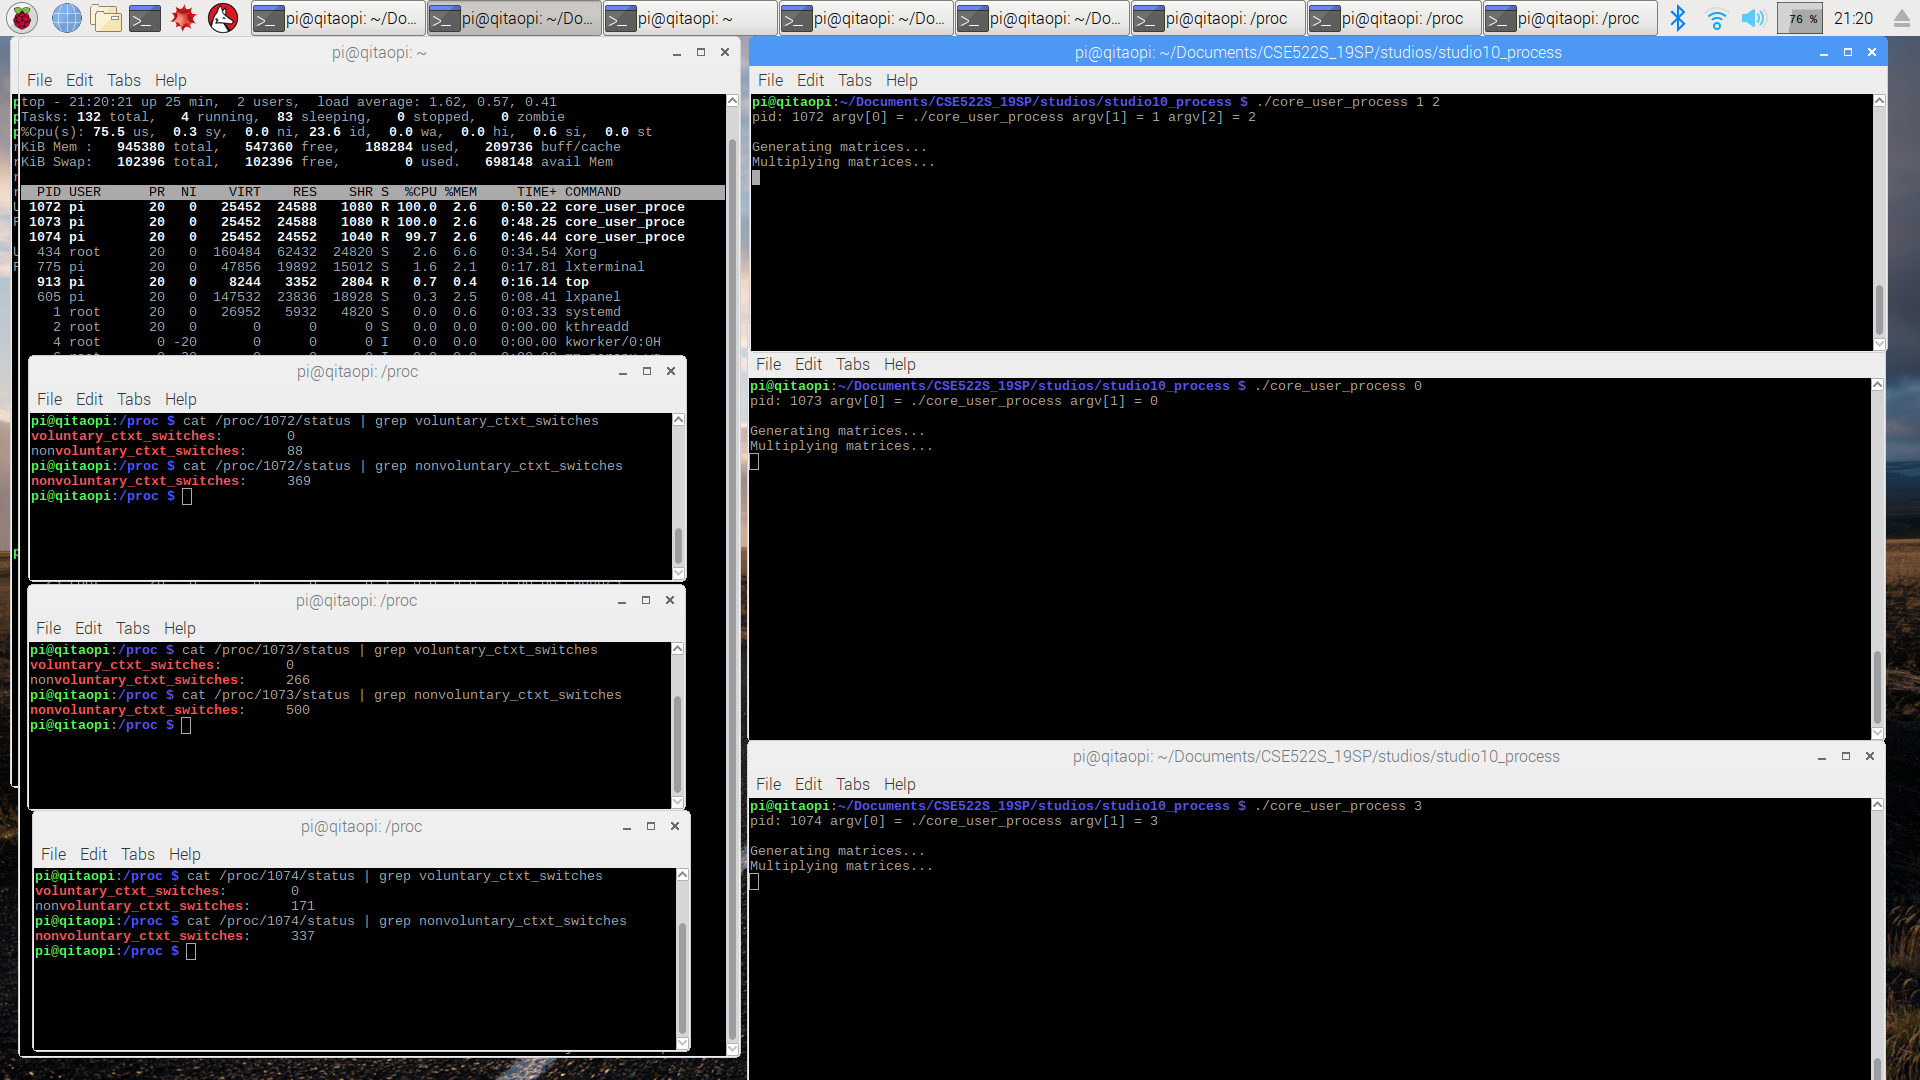 pi@qitaopi: ~/Do...
pi@qitaopi: ~/Do...
pi@qitaopi: ~
pi@qitaopi: ~/Do...
pi@qitaopi: ~/Do...
pi@qitaopi: /proc
pi@qitaopi: /proc
pi@qitaopi: /proc
76 %
21:20
pi@qitaopi: ~
File Edit Tabs Help
top - 21:20:21 up 25 min,  2 users,  load average: 1.62, 0.57, 0.41
Tasks: 132 total,   4 running,  83 sleeping,   0 stopped,   0 zombie
%Cpu(s): 75.5 us,  0.3 sy,  0.0 ni, 23.6 id,  0.0 wa,  0.0 hi,  0.6 si,  0.0 st
KiB Mem :   945380 total,   547360 free,   188284 used,   209736 buff/cache
KiB Swap:   102396 total,   102396 free,        0 used.   698148 avail Mem
PID USER      PR  NI    VIRT    RES    SHR S  %CPU %MEM     TIME+ COMMAND
1072 pi        20   0   25452  24588   1080 R 100.0  2.6   0:50.22 core_user_proce
1073 pi        20   0   25452  24588   1080 R 100.0  2.6   0:48.25 core_user_proce
1074 pi        20   0   25452  24552   1040 R  99.7  2.6   0:46.44 core_user_proce
434 root      20   0  160484  62432  24820 S   2.6  6.6   0:34.54 Xorg
775 pi        20   0   47856  19892  15012 S   1.6  2.1   0:17.81 lxterminal
913 pi        20   0    8244   3352   2804 R   0.7  0.4   0:16.14 top
605 pi        20   0  147532  23836  18928 S   0.3  2.5   0:08.41 lxpanel
1 root      20   0   26952   5932   4820 S   0.0  0.6   0:03.33 systemd
2 root      20   0       0      0      0 S   0.0  0.0   0:00.00 kthreadd
4 root       0 -20       0      0      0 I   0.0  0.0   0:00.00 kworker/0:0H
pi@qitaopi: /proc
File Edit Tabs Help
pi@qitaopi:/proc $ cat /proc/1072/status | grep voluntary_ctxt_switches
voluntary_ctxt_switches:        0
nonvoluntary_ctxt_switches:     88
pi@qitaopi:/proc $ cat /proc/1072/status | grep nonvoluntary_ctxt_switches
nonvoluntary_ctxt_switches:     369
pi@qitaopi:/proc $
pi@qitaopi: /proc
File Edit Tabs Help
pi@qitaopi:/proc $ cat /proc/1073/status | grep voluntary_ctxt_switches
voluntary_ctxt_switches:        0
nonvoluntary_ctxt_switches:     266
pi@qitaopi:/proc $ cat /proc/1073/status | grep nonvoluntary_ctxt_switches
nonvoluntary_ctxt_switches:     500
pi@qitaopi:/proc $
pi@qitaopi: /proc
File Edit Tabs Help
pi@qitaopi:/proc $ cat /proc/1074/status | grep voluntary_ctxt_switches
voluntary_ctxt_switches:        0
nonvoluntary_ctxt_switches:     171
pi@qitaopi:/proc $ cat /proc/1074/status | grep nonvoluntary_ctxt_switches
nonvoluntary_ctxt_switches:     337
pi@qitaopi:/proc $
pi@qitaopi: ~/Documents/CSE522S_19SP/studios/studio10_process
File Edit Tabs Help
pi@qitaopi:~/Documents/CSE522S_19SP/studios/studio10_process $ ./core_user_process 1 2
pid: 1072 argv[0] = ./core_user_process argv[1] = 1 argv[2] = 2
Generating matrices...
Multiplying matrices...
File Edit Tabs Help
pi@qitaopi:~/Documents/CSE522S_19SP/studios/studio10_process $ ./core_user_process 0
pid: 1073 argv[0] = ./core_user_process argv[1] = 0
Generating matrices...
Multiplying matrices...
pi@qitaopi: ~/Documents/CSE522S_19SP/studios/studio10_process
File Edit Tabs Help
pi@qitaopi:~/Documents/CSE522S_19SP/studios/studio10_process $ ./core_user_process 3
pid: 1074 argv[0] = ./core_user_process argv[1] = 3
Generating matrices...
Multiplying matrices...